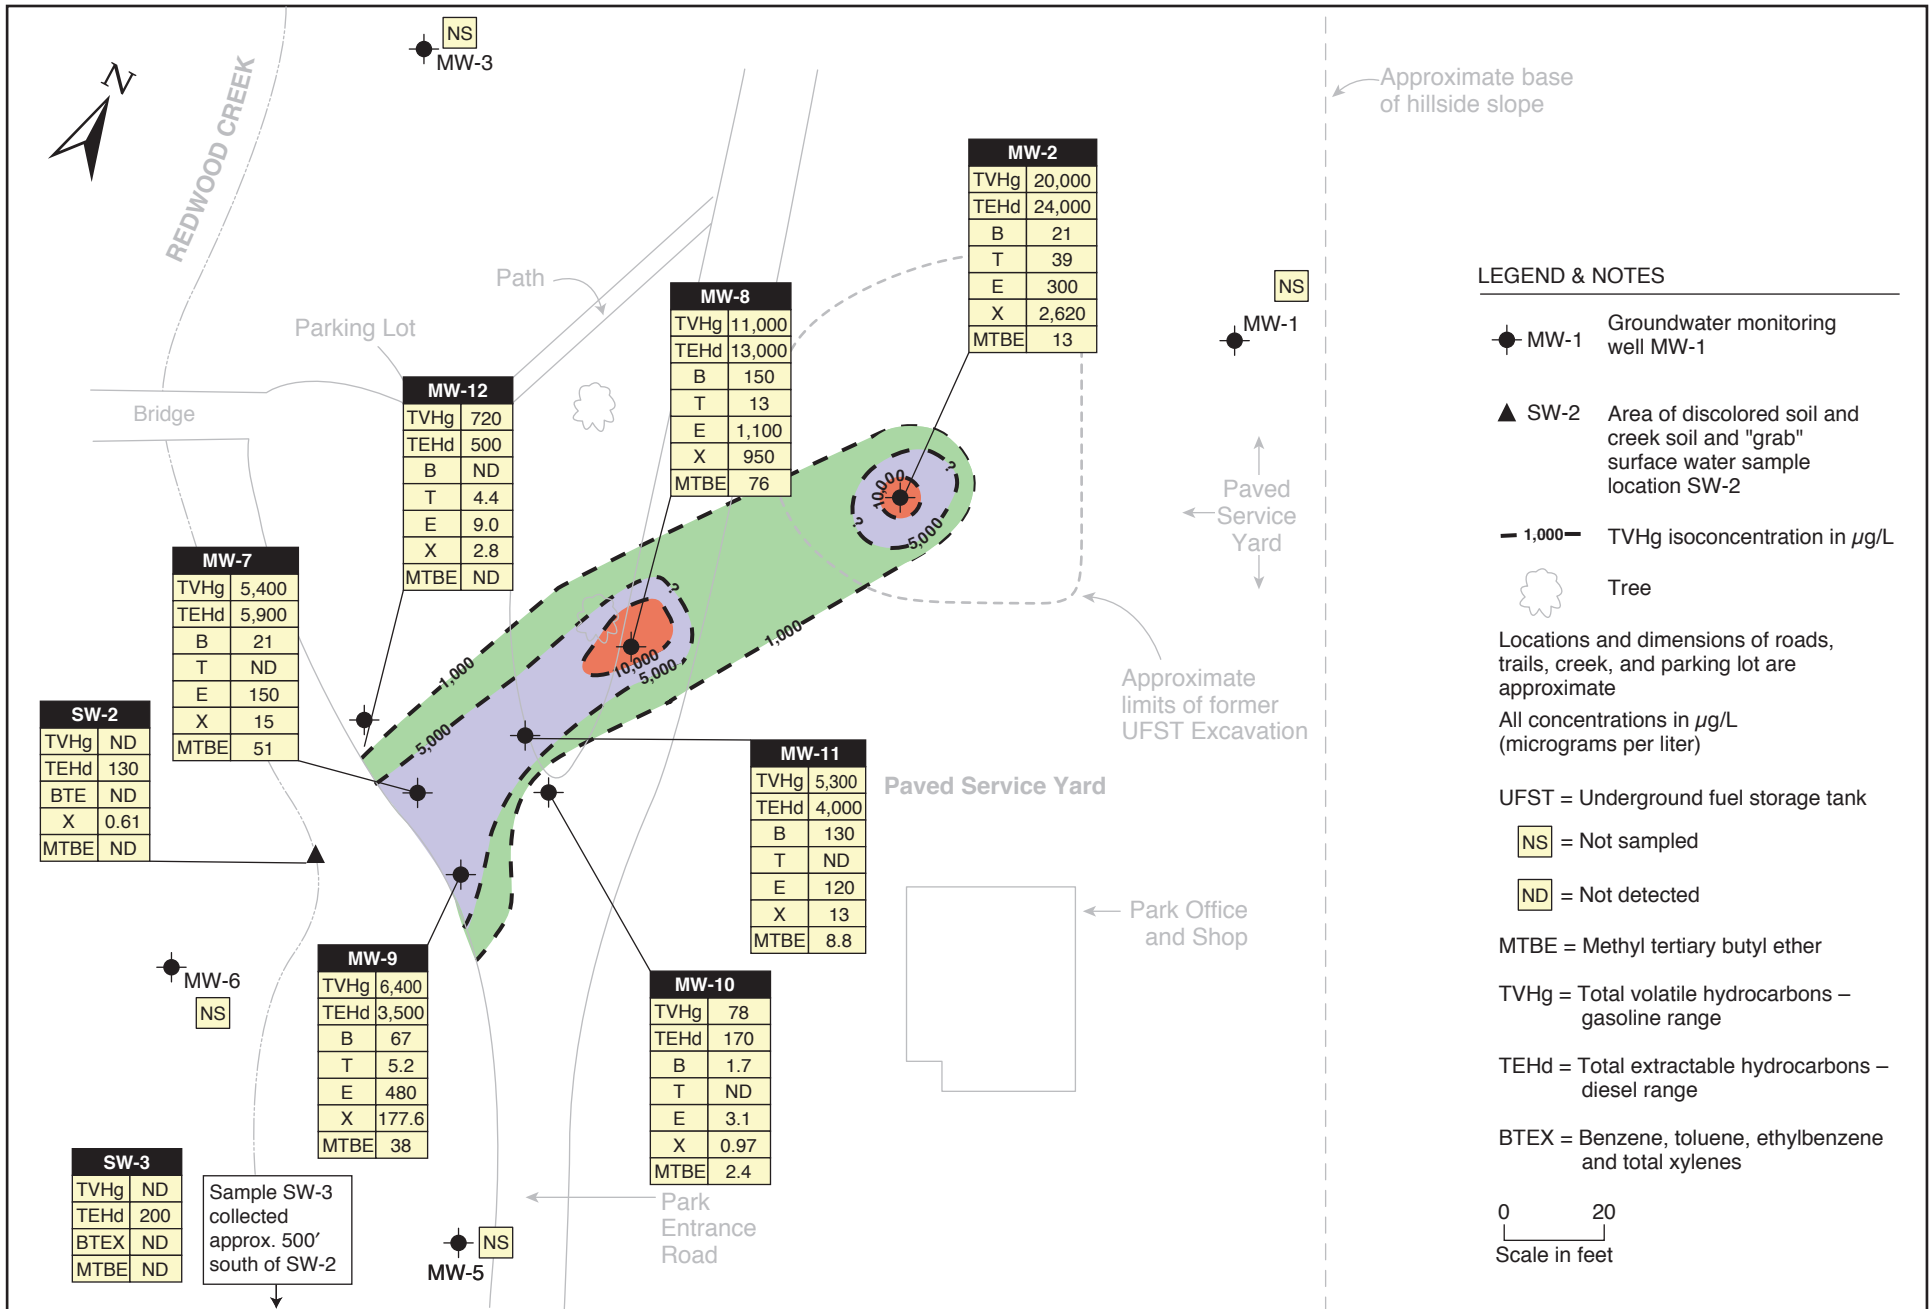 NS
MW-3
N
REDWOOD CREEK
Approximate base
of hillside slope
MW-2
TVHg 20,000
TEHd 24,000
B 21
T 39
E 300
X 2,620
MTBE 13
NS
MW-1
Path
Parking Lot
Bridge
MW-8
TVHg 11,000
TEHd 13,000
B 150
T 13
E 1,100
X 950
MTBE 76
MW-12
TVHg 720
TEHd 500
B ND
T 4.4
E 9.0
X 2.8
MTBE ND
MW-7
TVHg 5,400
TEHd 5,900
B 21
T ND
E 150
X 15
MTBE 51
SW-2
TVHg ND
TEHd 130
BTE ND
X 0.61
MTBE ND
?
10,000
?
5,000
?
10,000
5,000
1,000
1,000
5,000
Paved
Service
Yard
Approximate
limits of former
UFST Excavation
MW-11
TVHg 5,300
TEHd 4,000
B 130
T ND
E 120
X 13
MTBE 8.8
Paved Service Yard
Park Office
and Shop
MW-6
NS
MW-9
TVHg 6,400
TEHd 3,500
B 67
T 5.2
E 480
X 177.6
MTBE 38
MW-10
TVHg 78
TEHd 170
B 1.7
T ND
E 3.1
X 0.97
MTBE 2.4
SW-3
TVHg ND
TEHd 200
BTEX ND
MTBE ND
Sample SW-3
collected
approx. 500′
south of SW-2
NS
MW-5
Park
Entrance
Road
LEGEND & NOTES
MW-1 Groundwater monitoring
well MW-1
SW-2 Area of discolored soil and
creek soil and "grab"
surface water sample
location SW-2
1,000 TVHg isoconcentration in µg/L
Tree
Locations and dimensions of roads,
trails, creek, and parking lot are
approximate
All concentrations in µg/L
(micrograms per liter)
UFST = Underground fuel storage tank
NS = Not sampled
ND = Not detected
MTBE = Methyl tertiary butyl ether
TVHg = Total volatile hydrocarbons –
gasoline range
TEHd = Total extractable hydrocarbons –
diesel range
BTEX = Benzene, toluene, ethylbenzene
and total xylenes
0 20
Scale in feet